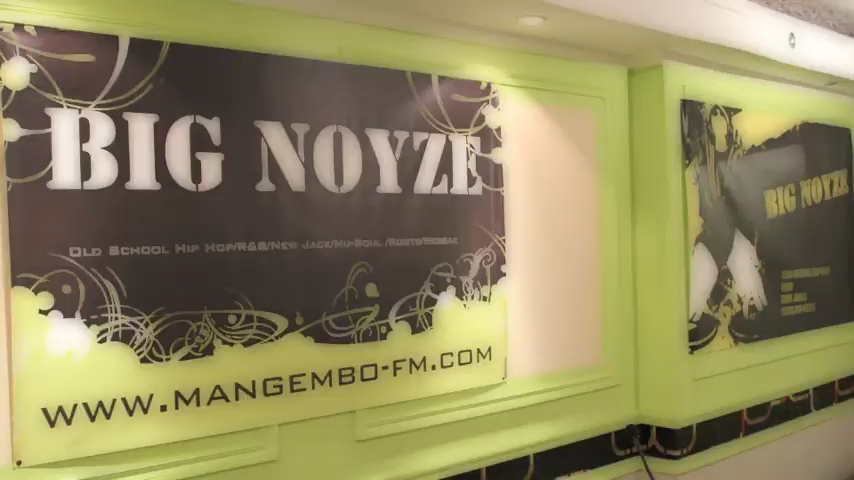 BIG NOYZE
OLD SCHOOL HIP HOP/R&B/NEW JACK/NU-SOUL /ROOTS/REGGAE
WWW.MANGEMBO-FM.COM
BIG NOYZE